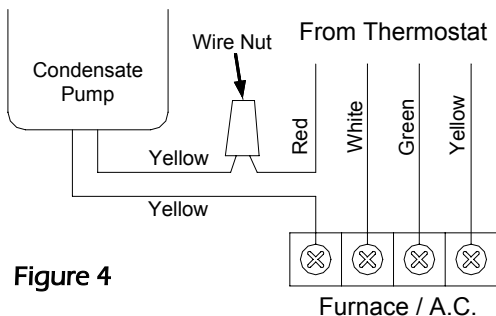 From Thermostat
Wire Nut
Condensate
Pump
Red
White
Green
Yellow
Yellow
Yellow
Figure 4
Furnace / A.C.